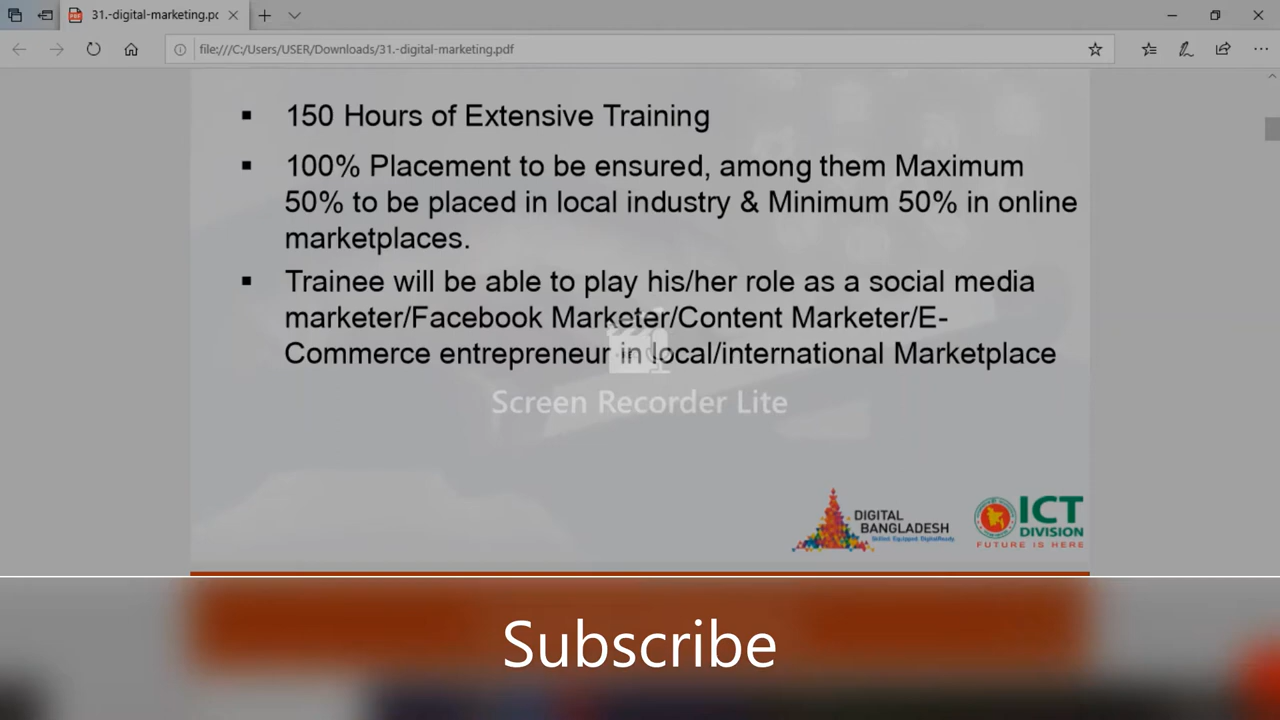 31.-digital-marketing.pc
file:///C:/Users/USER/Downloads/31.-digital-marketing.pdf
▪ 150 Hours of Extensive Training
▪ 100% Placement to be ensured, among them Maximum
50% to be placed in local industry & Minimum 50% in online
marketplaces.
▪ Trainee will be able to play his/her role as a social media
marketer/Facebook Marketer/Content Marketer/E-
Commerce entrepreneur in local/international Marketplace
Screen Recorder Lite
DIGITAL
BANGLADESH
Skilled Equipped DigitalReady
ICT
DIVISION
FUTURE IS HERE
Subscribe